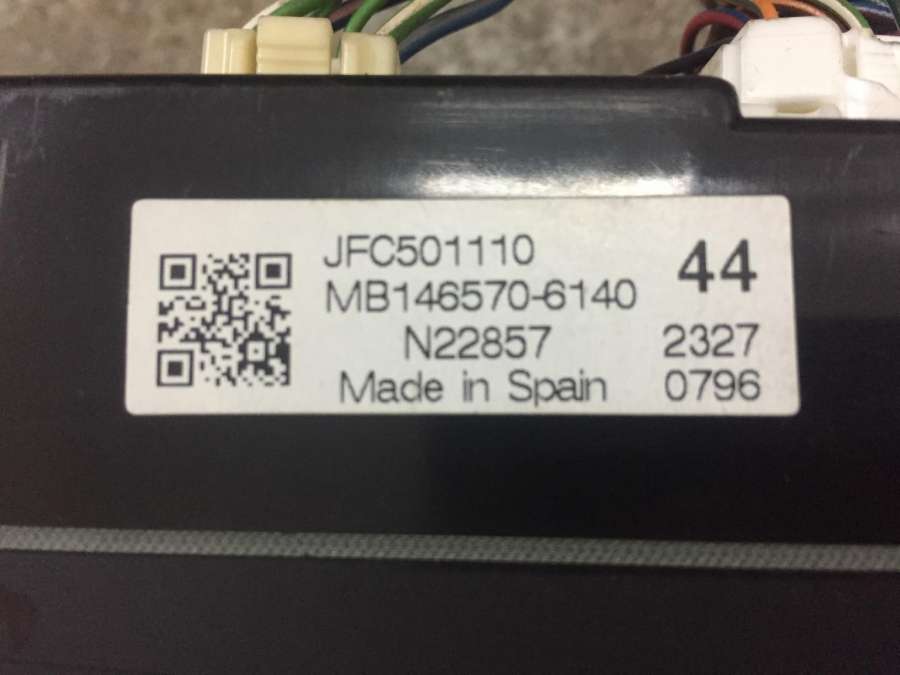 JFC501110
44
MB146570-6140
N22857 2327
Made in Spain 0796